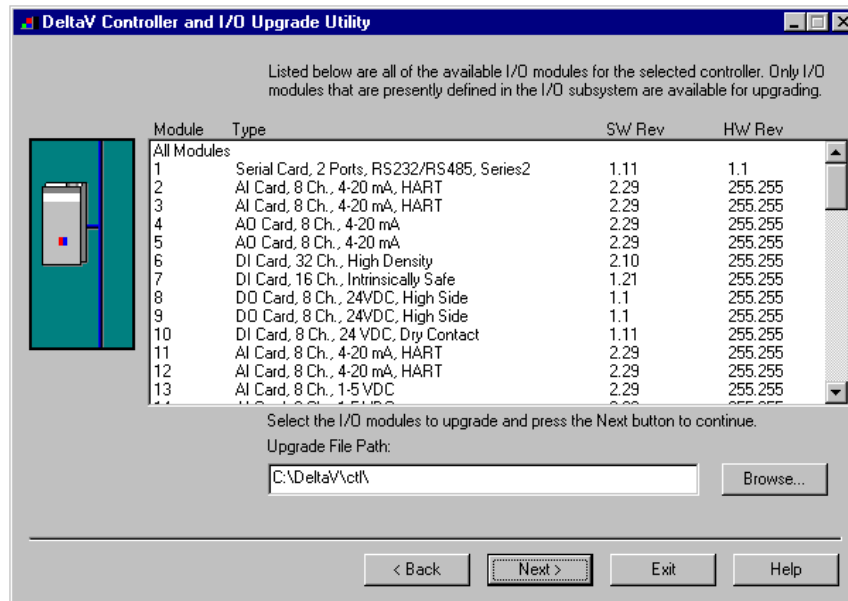 DeltaV Controller and I/O Upgrade Utility
Listed below are all of the available I/O modules for the selected controller. Only I/O
modules that are presently defined in the I/O subsystem are available for upgrading.
Module Type SW Rev HW Rev
All Modules
1 Serial Card, 2 Ports, RS232/RS485, Series2 1.11 1.1
2 AI Card, 8 Ch., 4-20 mA, HART 2.29 255.255
3 AI Card, 8 Ch., 4-20 mA, HART 2.29 255.255
4 AO Card, 8 Ch., 4-20 mA 2.29 255.255
5 AO Card, 8 Ch., 4-20 mA 2.29 255.255
6 DI Card, 32 Ch., High Density 2.10 255.255
7 DI Card, 16 Ch., Intrinsically Safe 1.21 255.255
8 DO Card, 8 Ch., 24VDC, High Side 1.1 255.255
9 DO Card, 8 Ch., 24VDC, High Side 1.1 255.255
10 DI Card, 8 Ch., 24 VDC, Dry Contact 1.11 255.255
11 AI Card, 8 Ch., 4-20 mA, HART 2.29 255.255
12 AI Card, 8 Ch., 4-20 mA, HART 2.29 255.255
13 AI Card, 8 Ch., 1-5 VDC 2.29 255.255
Select the I/O modules to upgrade and press the Next button to continue.
Upgrade File Path:
C:\DeltaV\ctl\
Browse...
< Back
Next >
Exit
Help